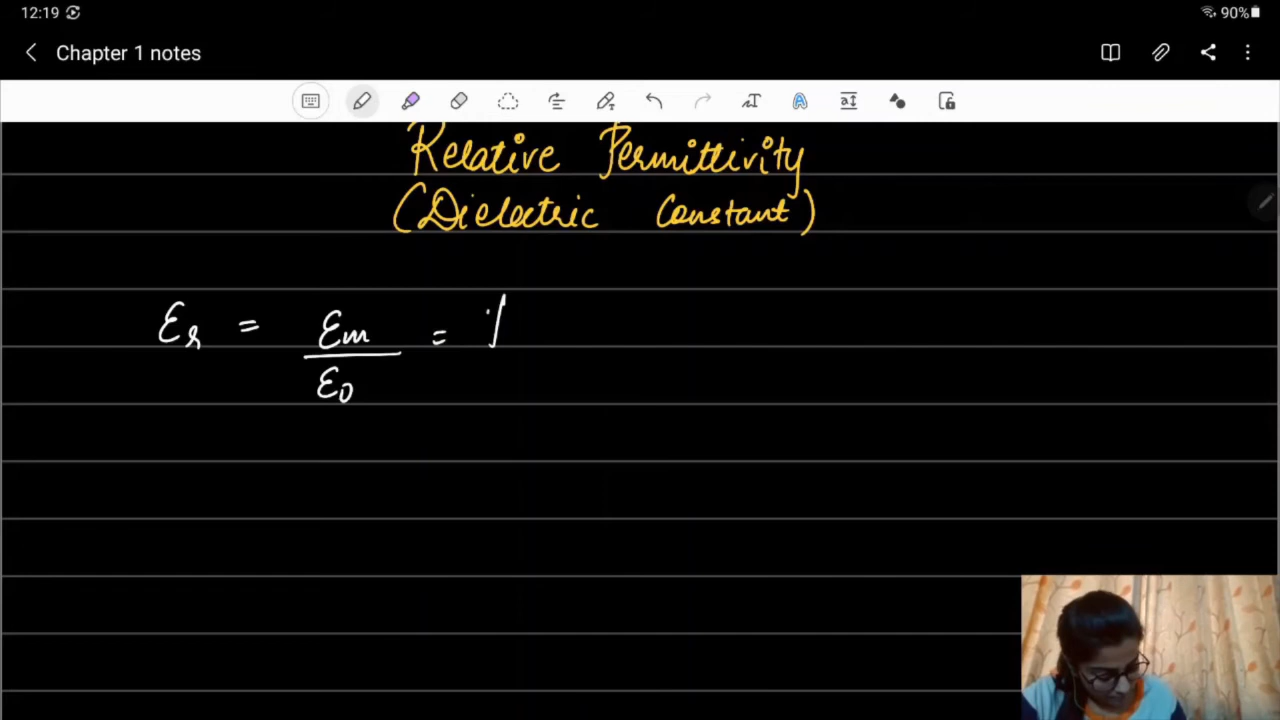 12:19
90%
Chapter 1 notes
Relative Permittivity
(Dielectric Constant)
εr = εm / ε0 =